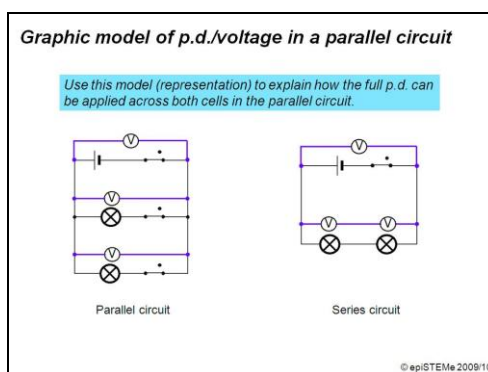 Graphic model of p.d./voltage in a parallel circuit
Use this model (representation) to explain how the full p.d. can
be applied across both cells in the parallel circuit.
V
V
V
V
V
V
Parallel circuit
Series circuit
© epiSTEMe 2009/10